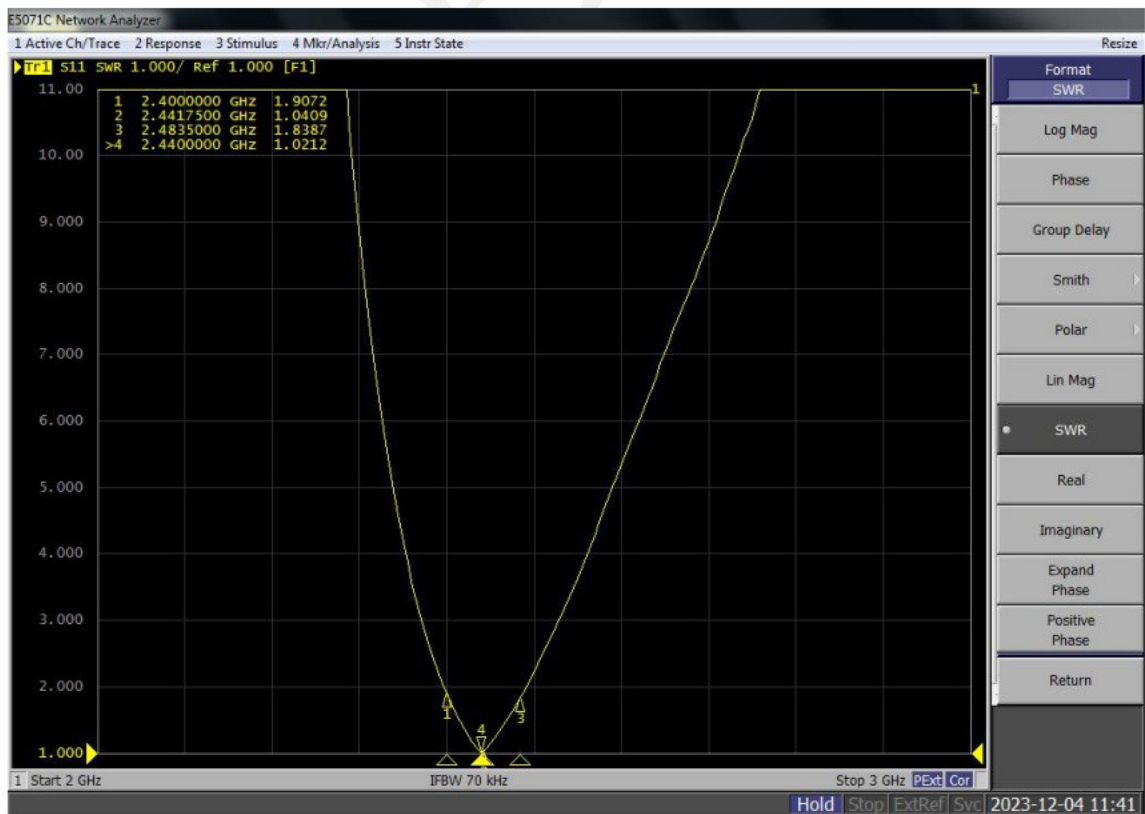 E5071C Network Analyzer
1 Active Ch/Trace 2 Response 3 Stimulus 4 Mkr/Analysis 5 Instr State Resize
Tr1 S11 SWR 1.000/ Ref 1.000 [F1]
11.00
1 2.4000000 GHz 1.9072
2 2.4417500 GHz 1.0409
3 2.4835000 GHz 1.8387
>4 2.4400000 GHz 1.0212
1
10.00
9.000
8.000
7.000
6.000
5.000
4.000
3.000
2.000
1.000
1
3
4
1 Start 2 GHz IFBW 70 kHz Stop 3 GHz PExt Cor
Format
SWR
Log Mag
Phase
Group Delay
Smith
Polar
Lin Mag
SWR
Real
Imaginary
Expand
Phase
Positive
Phase
Return
Hold Stop ExtRef Svc 2023-12-04 11:41